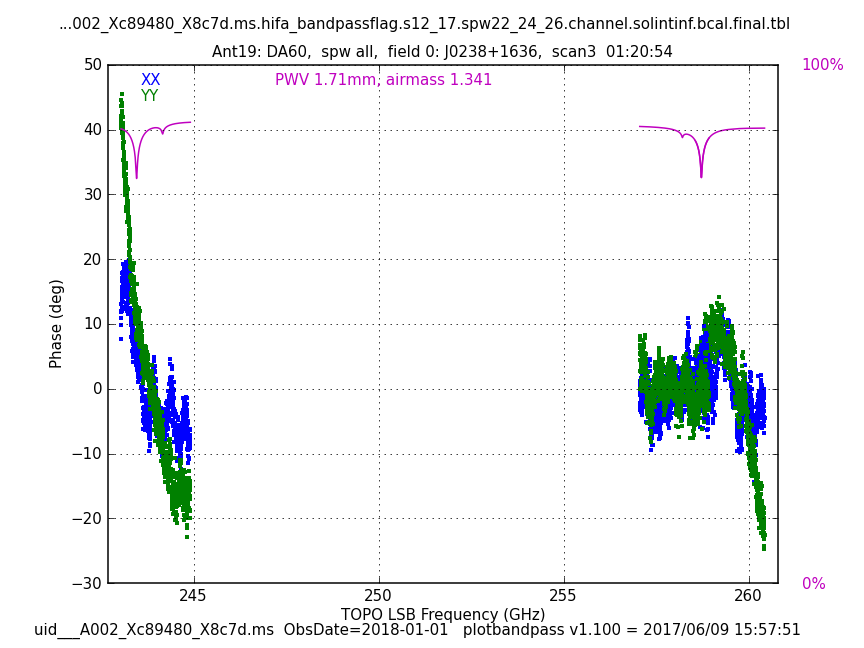 ...002_Xc89480_X8c7d.ms.hifa_bandpassflag.s12_17.spw22_24_26.channel.solintinf.bcal.final.tbl
Ant19: DA60,  spw all,  field 0: J0238+1636,  scan3  01:20:54
50
XX
PWV 1.71mm, airmass 1.341
100%
YY
40
30
20
10
0
−10
−20
−30
Phase (deg)
0%
245
250
255
260
TOPO LSB Frequency (GHz)
uid___A002_Xc89480_X8c7d.ms  ObsDate=2018-01-01   plotbandpass v1.100 = 2017/06/09 15:57:51